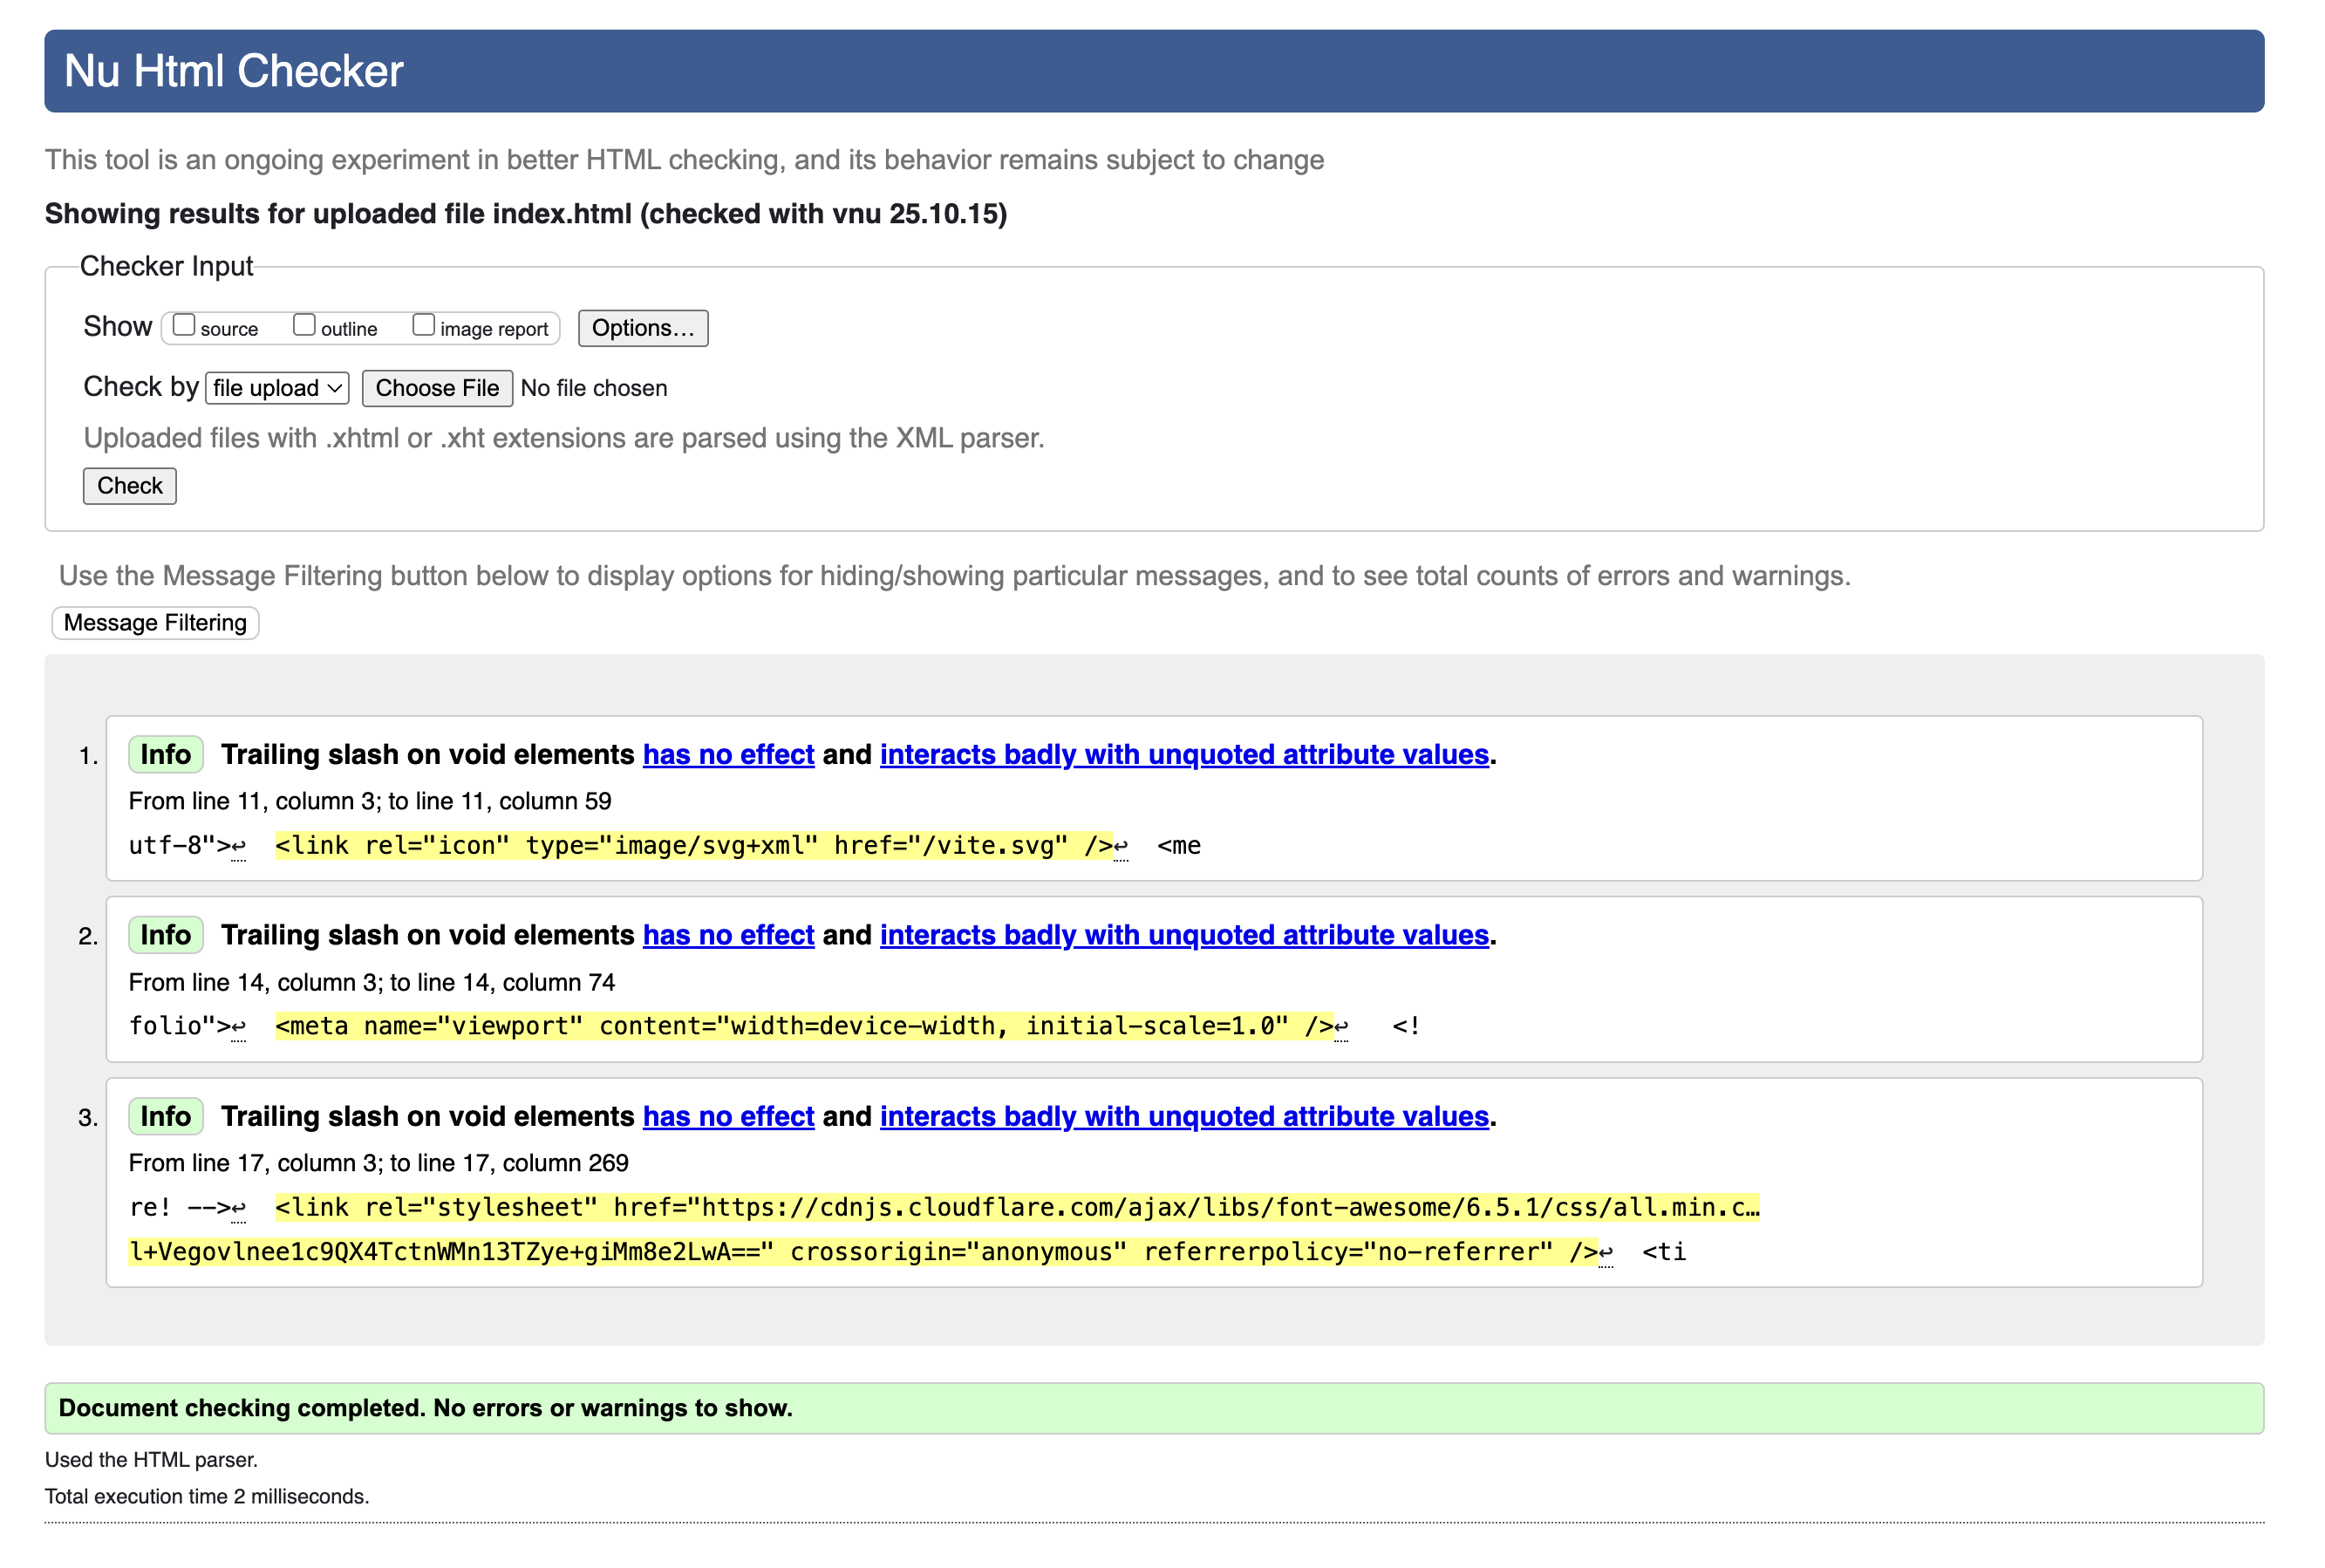 Nu Html Checker
This tool is an ongoing experiment in better HTML checking, and its behavior remains subject to change
Showing results for uploaded file index.html (checked with vnu 25.10.15)
Checker Input
Show source outline image report Options...
Check by file upload Choose File No file chosen
Uploaded files with .xhtml or .xht extensions are parsed using the XML parser.
Check
Use the Message Filtering button below to display options for hiding/showing particular messages, and to see total counts of errors and warnings.
Message Filtering
1. Info Trailing slash on void elements has no effect and interacts badly with unquoted attribute values.
From line 11, column 3; to line 11, column 59
utf-8">↩ <link rel="icon" type="image/svg+xml" href="/vite.svg" />↩ <me
2. Info Trailing slash on void elements has no effect and interacts badly with unquoted attribute values.
From line 14, column 3; to line 14, column 74
folio">↩ <meta name="viewport" content="width=device-width, initial-scale=1.0" />↩ <!
3. Info Trailing slash on void elements has no effect and interacts badly with unquoted attribute values.
From line 17, column 3; to line 17, column 269
re! -->↩ <link rel="stylesheet" href="https://cdnjs.cloudflare.com/ajax/libs/font-awesome/6.5.1/css/all.min.c…
l+Vegovlnee1c9QX4TctnWMn13TZye+giMm8e2LwA==" crossorigin="anonymous" referrerpolicy="no-referrer" />↩ <ti
Document checking completed. No errors or warnings to show.
Used the HTML parser.
Total execution time 2 milliseconds.